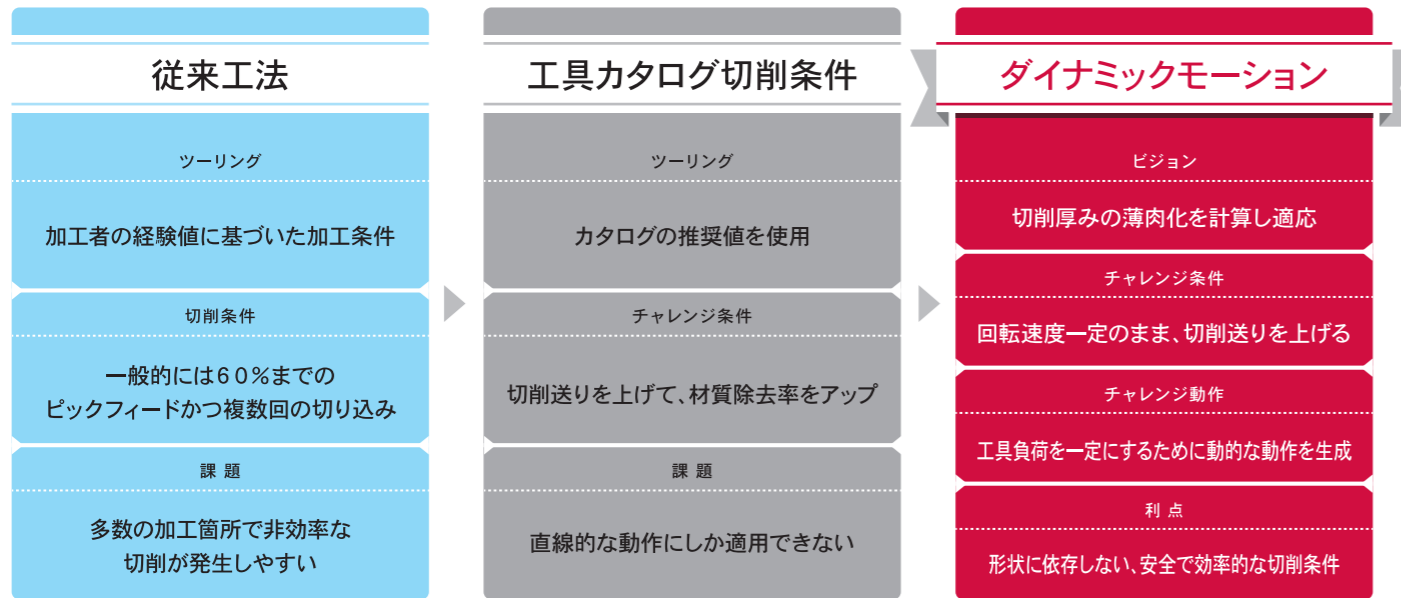 従来工法
ツーリング
加工者の経験値に基づいた加工条件
切削条件
一般的には60%までの
ピックフィードかつ複数回の切り込み
課 題
多数の加工箇所で非効率な
切削が発生しやすい
工具カタログ切削条件
ツーリング
カタログの推奨値を使用
チャレンジ条件
切削送りを上げて、材質除去率をアップ
課 題
直線的な動作にしか適用できない
ダイナミックモーション
ビジョン
切削厚みの薄肉化を計算し適応
チャレンジ条件
回転速度一定のまま、切削送りを上げる
チャレンジ動作
工具負荷を一定にするために動的な動作を生成
利 点
形状に依存しない、安全で効率的な切削条件